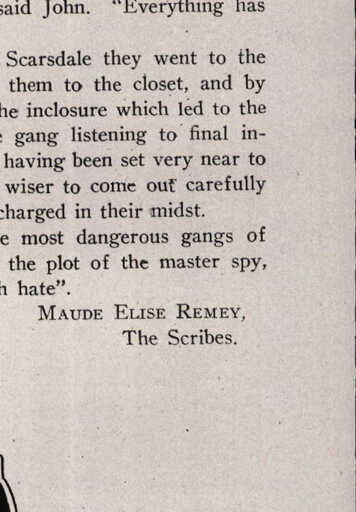 said John. "Everything has
Scarsdale they went to the
them to the closet, and by
he inclosure which led to the
gang listening to final in-
having been set very near to
wiser to come out carefully
charged in their midst.
e most dangerous gangs of
the plot of the master spy,
h hate".
MAUDE ELISE REMEY,
The Scribes.